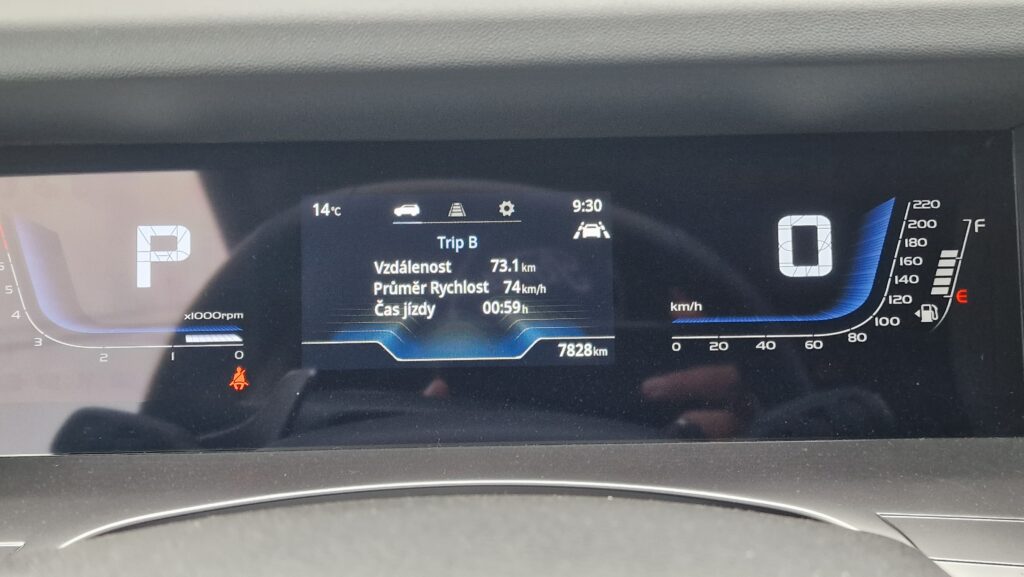 14°C
9:30
Trip B
Vzdálenost 73.1 km
Průměr Rychlost 74 km/h
Čas jízdy 00:59 h
7828 km
P
x1000rpm
5
4
3
2
1
0
0
km/h
0
20
40
60
80
100
120
140
160
180
200
220
F
E